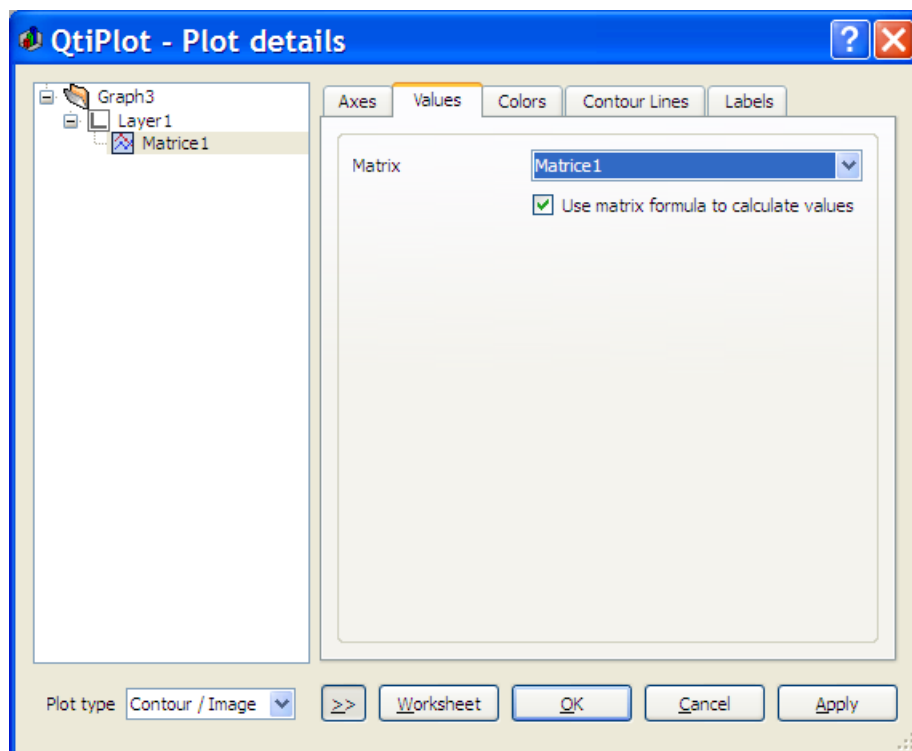 QtiPlot - Plot details
?
Graph3
Layer1
Matrice1
Axes Values Colors Contour Lines Labels
Matrix Matrice1
Use matrix formula to calculate values
Plot type Contour / Image >> Worksheet OK Cancel Apply